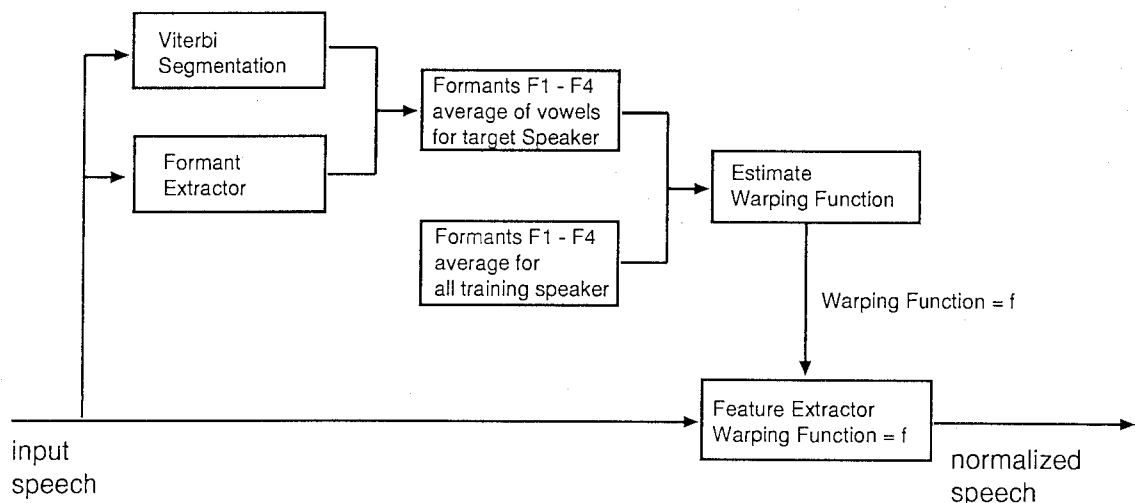 Viterbi
Segmentation
Formant
Extractor
Formants F1 - F4
average of vowels
for target Speaker
Formants F1 - F4
average for
all training speaker
Estimate
Warping Function
Warping Function = f
Feature Extractor
Warping Function = f
input
speech
normalized
speech